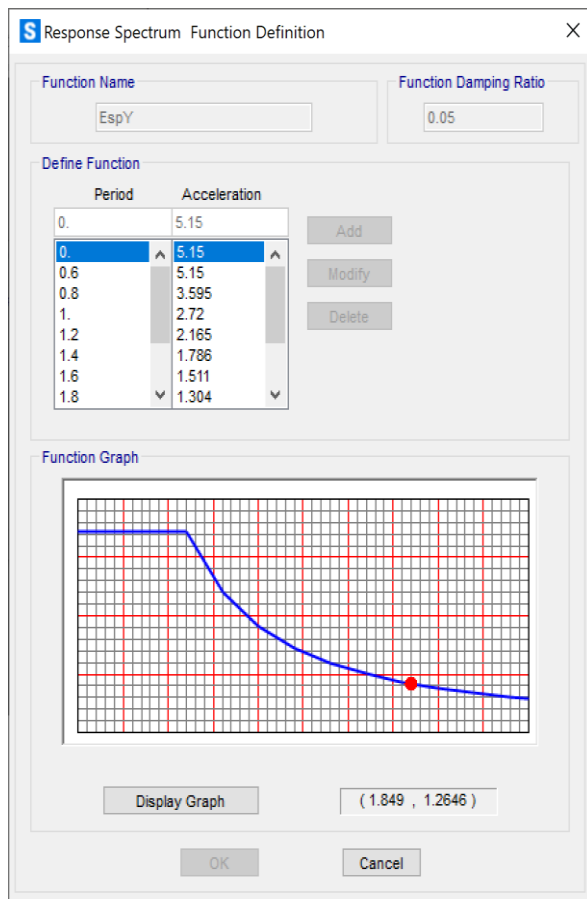 S Response Spectrum Function Definition
Function Name
Function Damping Ratio
EspY
0.05
Define Function
Period Acceleration
0. 5.15
Add
0. 5.15
0.6 5.15
Modify
0.8 3.595
1. 2.72
Delete
1.2 2.165
1.4 1.786
1.6 1.511
1.8 1.304
Function Graph
Display Graph
( 1.849 , 1.2646 )
OK
Cancel